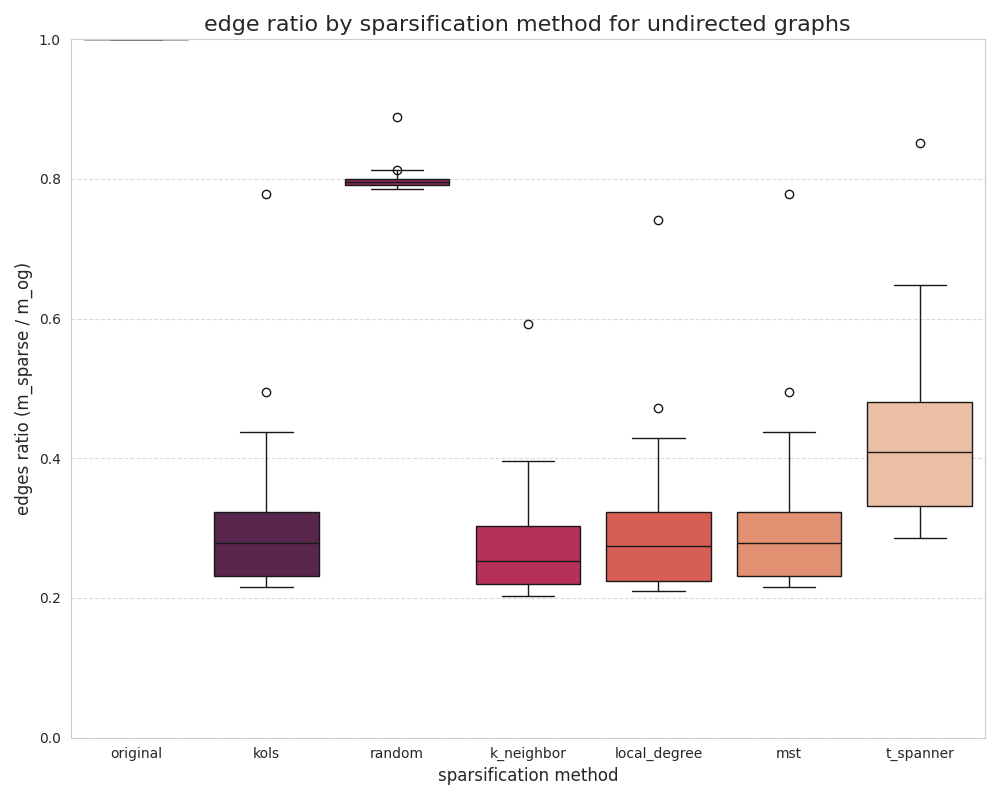 edge ratio by sparsification method for undirected graphs
1.0
0.8
0.6
0.4
0.2
0.0
edges ratio (m_sparse / m_og)
original kols random k_neighbor local_degree mst t_spanner
sparsification method